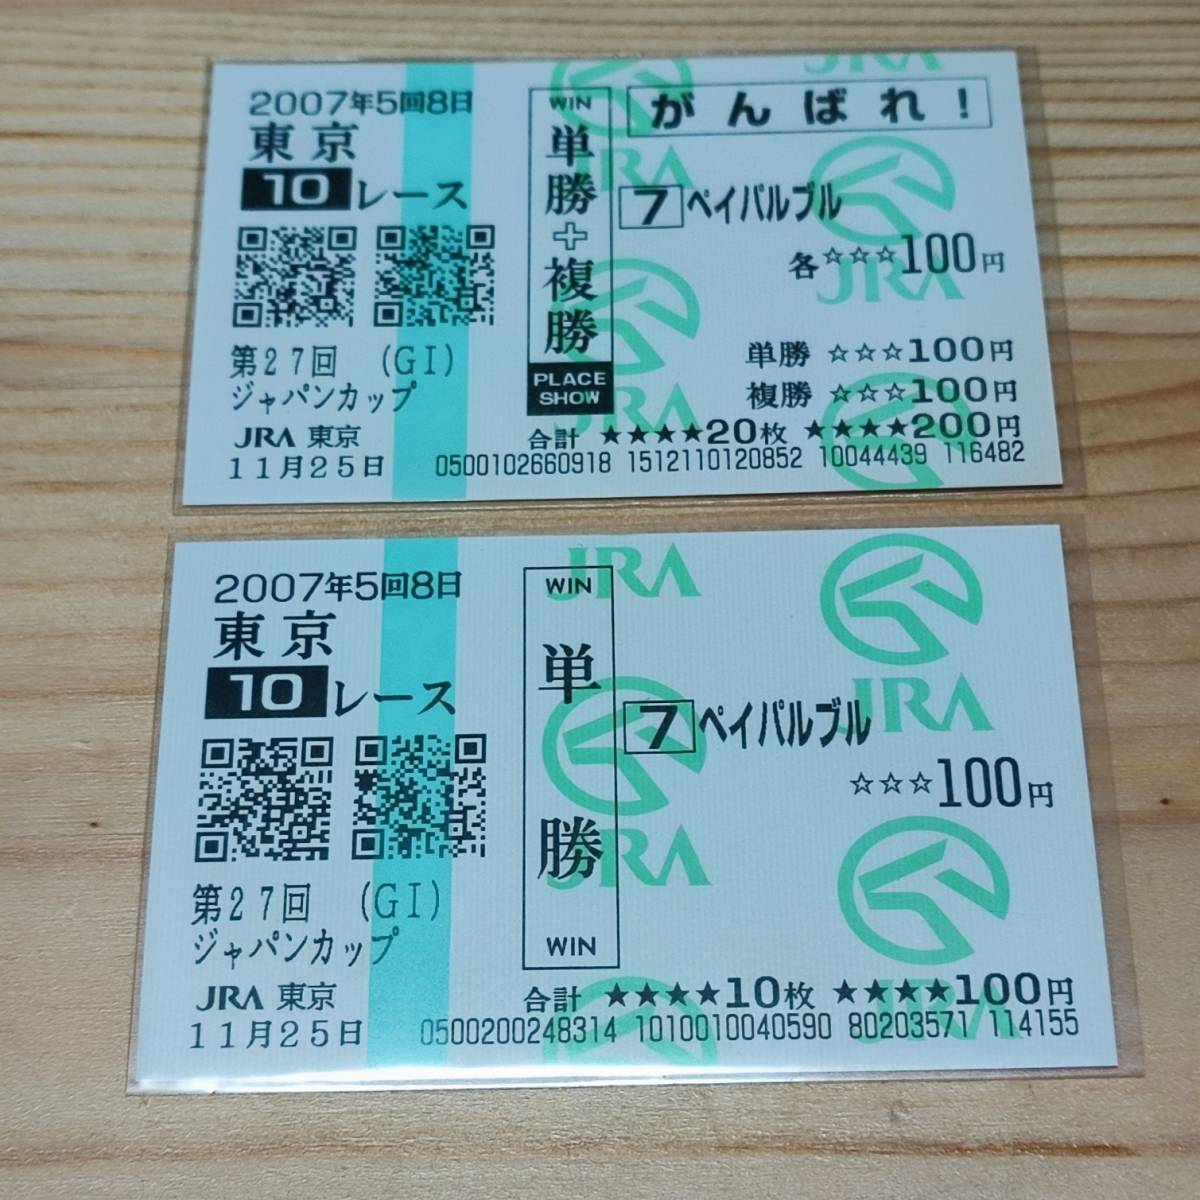 2007年5回8日
東京
10レース
第27回 (GI)
ジャパンカップ
JRA 東京
11月25日
WIN
単勝+複勝
PLACE
SHOW
がんばれ!
7 ペイパルブル
各☆☆☆100円
単勝 ☆☆☆100円
複勝 ☆☆☆100円
合計 ★★★★20枚 ★★★★200円
0500102660918 1512110120852 10044439 116482
JRA
JRA
JRA
JRA
2007年5回8日
東京
10レース
第27回 (GI)
ジャパンカップ
JRA 東京
11月25日
WIN
単勝
WIN
7 ペイパルブル
☆☆☆100円
合計 ★★★★10枚 ★★★★100円
0500200248314 1010010040590 80203571 114155
JRA
JRA
JRA
JRA